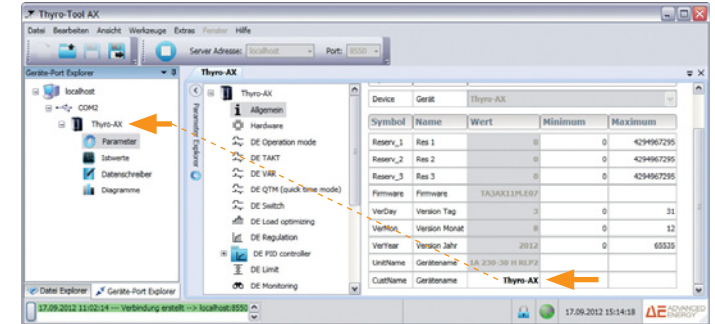 Thyro-Tool AX
Datei Bearbeiten Ansicht Werkzeuge Extras Fenster Hilfe
Server Adresse: localhost Port: 8550
Geräte-Port Explorer
localhost
COM2
Thyro-AX
Parameter
Istwerte
Datenschreiber
Diagramme
Datei Explorer Geräte-Port Explorer
Thyro-AX
Parameter Explorer
Thyro-AX
Allgemein
Hardware
DE Operation mode
DE TAKT
DE VAR
DE QTM (quick time mode)
DE Switch
DE Load optimizing
DE Regulation
DE PID controller
DE Limit
DE Monitoring
Device Gerät Thyro-AX
Symbol Name Wert Minimum Maximum
Reserv_1 Res 1 0 0 4294967295
Reserv_2 Res 2 0 0 4294967295
Reserv_3 Res 3 0 0 4294967295
Firmware Firmware
VerDay Version Tag 3 0 31
VerMon Version Monat 8 0 12
VerYear Version Jahr 2012 0 65535
UnitName Gerätename 1A 230-30 H RLP2
CustName Gerätename Thyro-AX
17.09.2012 11:02:14 --- Verbindung erstellt --> localhost:8550
17.09.2012 15:14:18
AE ADVANCED ENERGY